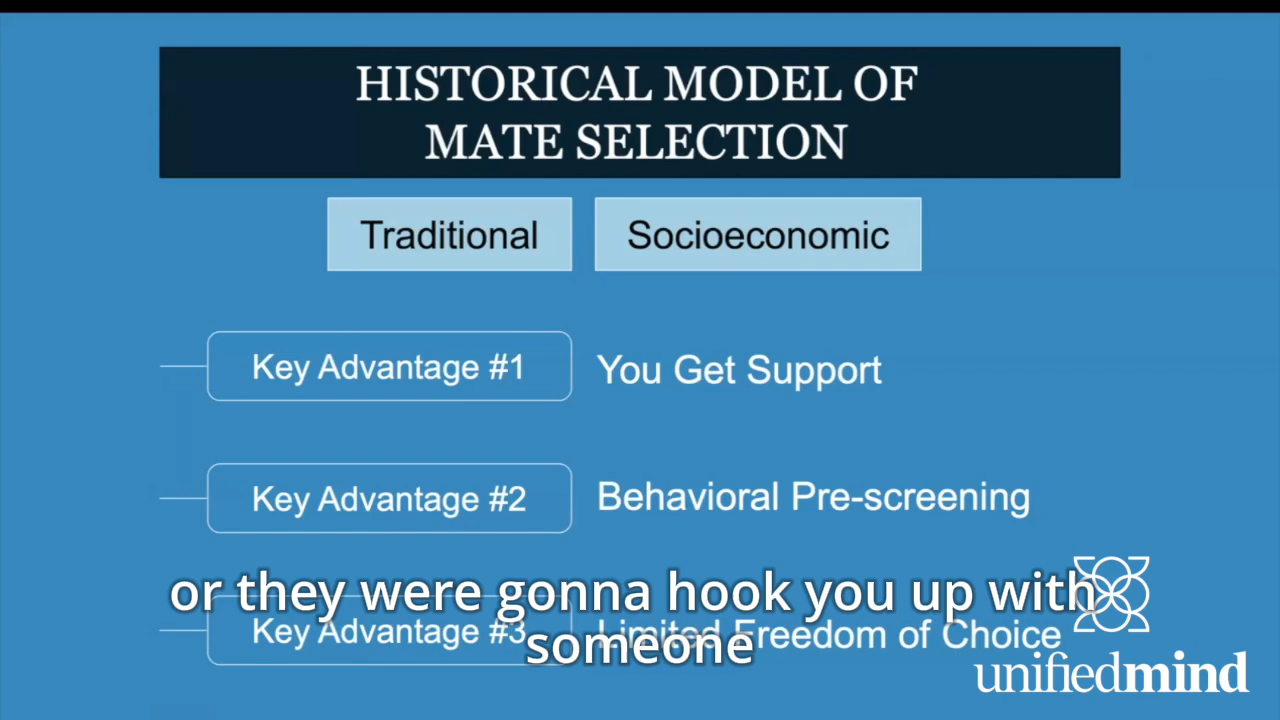 HISTORICAL MODEL OF
MATE SELECTION
Traditional Socioeconomic
Key Advantage #1 You Get Support
Key Advantage #2 Behavioral Pre-screening
or they were gonna hook you up with
Key Advantage #3 Limited Freedom of Choice
someone
unifiedmind